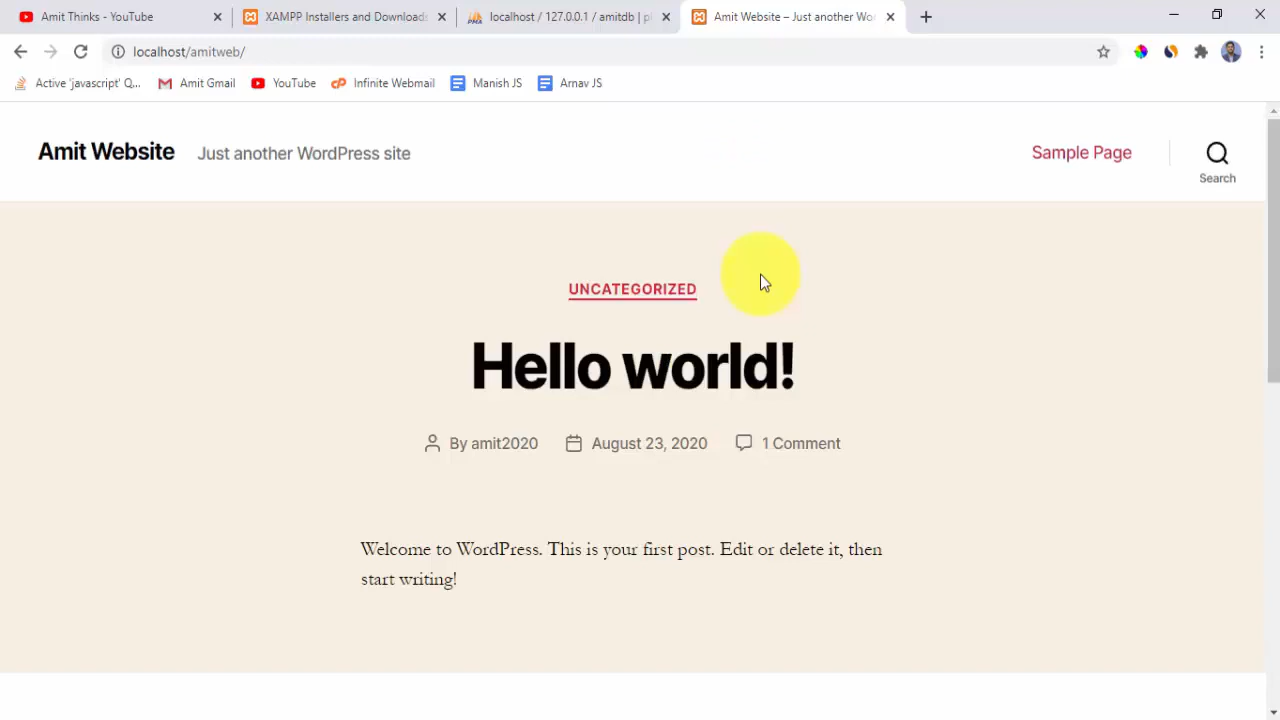 Amit Thinks - YouTube
XAMPP Installers and Downloads
localhost / 127.0.0.1 / amitdb | p
Amit Website – Just another Wo
localhost/amitweb/
Active 'javascript' Q...
Amit Gmail
YouTube
Infinite Webmail
Manish JS
Arnav JS
Amit Website
Just another WordPress site
Sample Page
Search
UNCATEGORIZED
Hello world!
By amit2020
August 23, 2020
1 Comment
Welcome to WordPress. This is your first post. Edit or delete it, then
start writing!